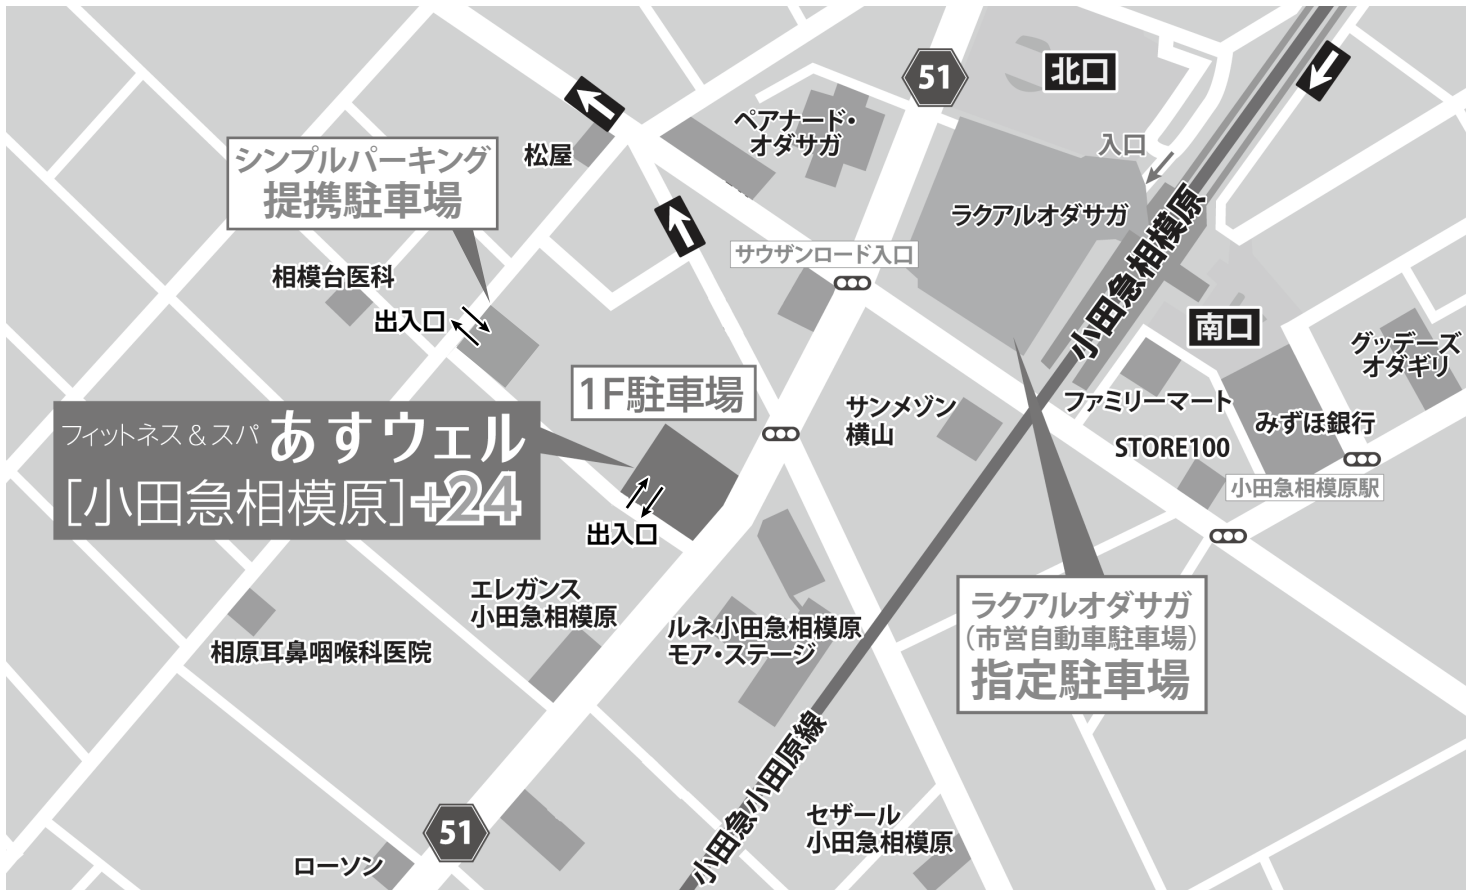 51
北口
ペアナード・
オダサガ
入口
松屋
シンプルパーキング
提携駐車場
ラクアルオダサガ
小田急相模原
サウザンロード入口
相模台医科
出入口
南口
グッデーズ
オダギリ
1F駐車場
サンメゾン
横山
ファミリーマート
みずほ銀行
STORE100
フィットネス＆スパ あすウェル
[小田急相模原]+24
小田急相模原駅
出入口
エレガンス
小田急相模原
ルネ小田急相模原
モア・ステージ
ラクアルオダサガ
(市営自動車駐車場)
指定駐車場
相原耳鼻咽喉科医院
小田急小田原線
セザール
小田急相模原
51
ローソン